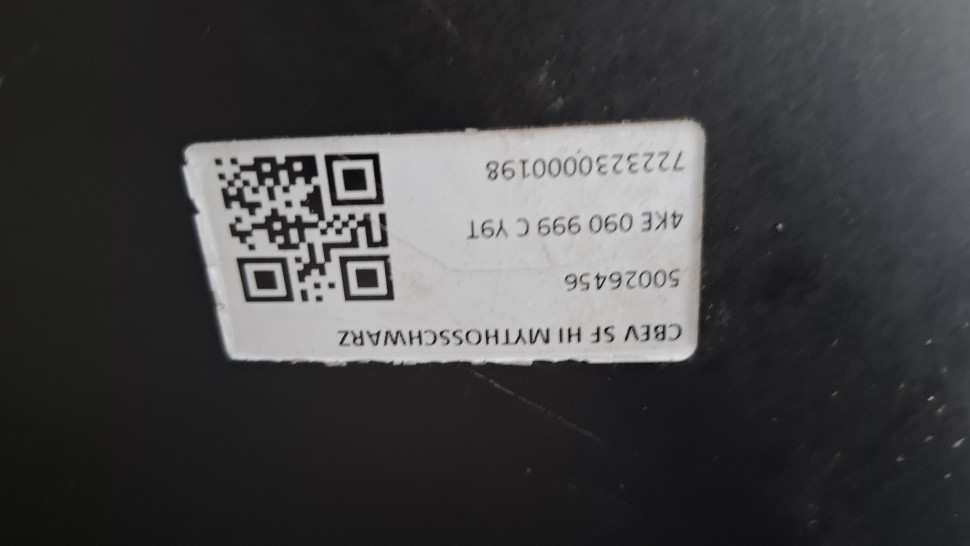 CBEV SF HI MYTHOSSCHWARZ
50026456
4KE 090 999 C Y9T
7223230000198